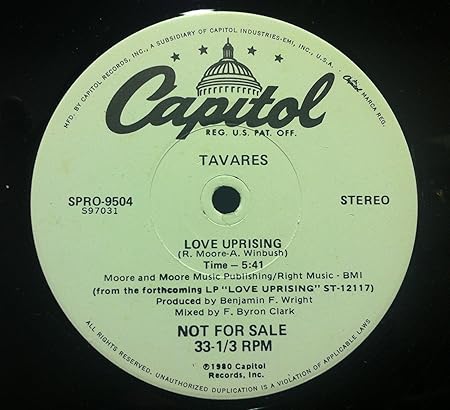 MFD. BY CAPITOL RECORDS, INC., A SUBSIDIARY OF CAPITOL INDUSTRIES-EMI, INC., U.S.A.
Capitol MARCA REG.
Capitol
REG. U.S. PAT. OFF.
TAVARES
SPRO-9504
S97031
STEREO
LOVE UPRISING
(R. Moore-A. Winbush)
Time – 5:41
Moore and Moore Music Publishing/Right Music - BMI
(from the forthcoming LP "LOVE UPRISING" ST-12117)
Produced by Benjamin F. Wright
Mixed by F. Byron Clark
NOT FOR SALE
33-1/3 RPM
℗1980 Capitol
Records, Inc.
ALL RIGHTS RESERVED. UNAUTHORIZED DUPLICATION IS A VIOLATION OF APPLICABLE LAWS